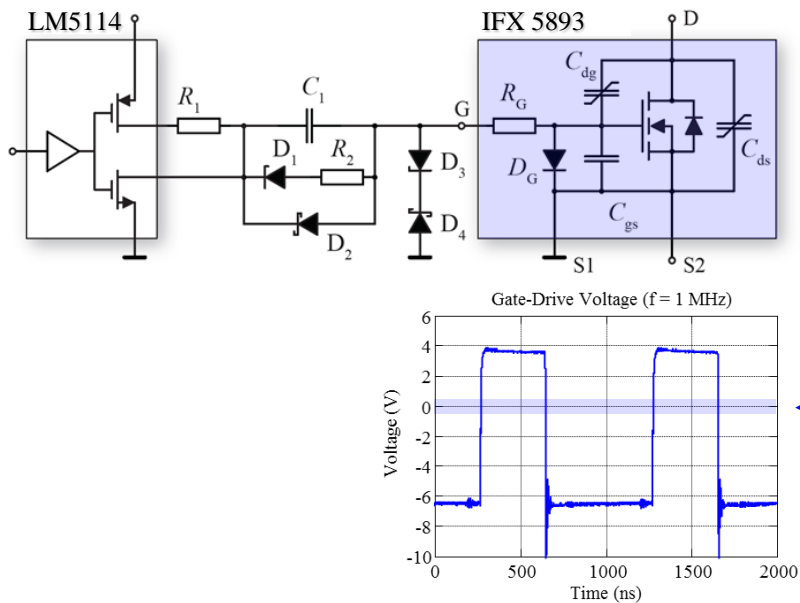 LM5114
IFX 5893
D
R1
C1
G
RG
Cdg
D1
R2
D3
DG
Cds
D2
D4
Cgs
S1
S2
Gate-Drive Voltage (f = 1 MHz)
Voltage (V)
6
4
2
0
-2
-4
-6
-8
-10
0
500
1000
1500
2000
Time (ns)